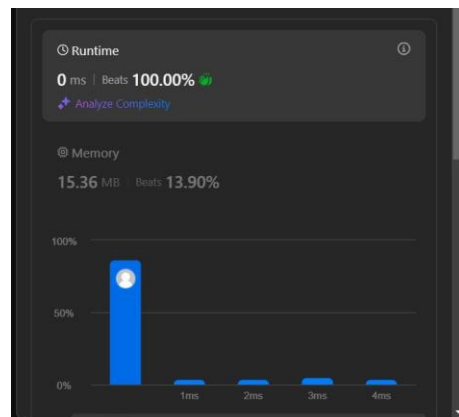 Runtime
0 ms | Beats 100.00%
Analyze Complexity
Memory
15.36 MB | Beats 13.90%
100%
50%
0%
1ms 2ms 3ms 4ms